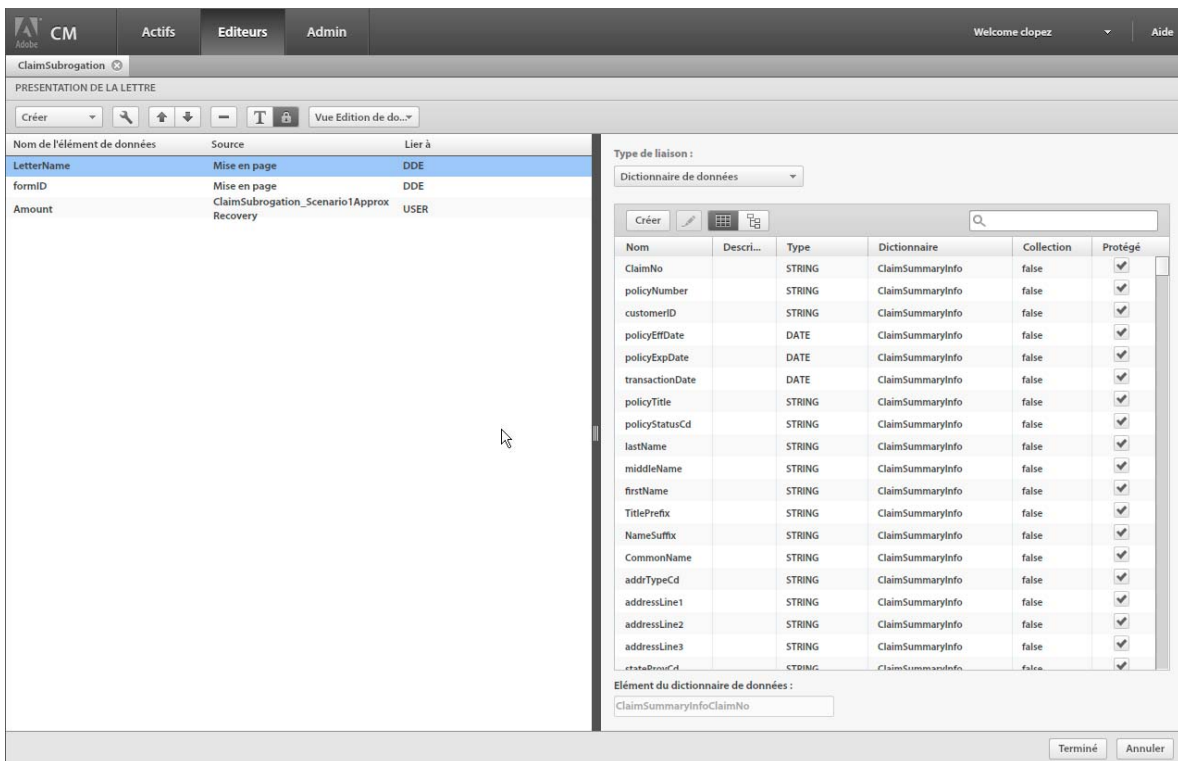 Adobe CM Actifs Editeurs Admin Welcome clopez Aide
ClaimSubrogation
PRESENTATION DE LA LETTRE
Créer T Vue Edition de do...
Nom de l'élément de données Source Lier à
LetterName Mise en page DDE
formID Mise en page DDE
Amount ClaimSubrogation_Scenario1Approx Recovery USER
Type de liaison :
Dictionnaire de données
Créer
Nom Descri... Type Dictionnaire Collection Protégé
ClaimNo STRING ClaimSummaryInfo false
policyNumber STRING ClaimSummaryInfo false
customerID STRING ClaimSummaryInfo false
policyEffDate DATE ClaimSummaryInfo false
policyExpDate DATE ClaimSummaryInfo false
transactionDate DATE ClaimSummaryInfo false
policyTitle STRING ClaimSummaryInfo false
policyStatusCd STRING ClaimSummaryInfo false
lastName STRING ClaimSummaryInfo false
middleName STRING ClaimSummaryInfo false
firstName STRING ClaimSummaryInfo false
TitlePrefix STRING ClaimSummaryInfo false
NameSuffix STRING ClaimSummaryInfo false
CommonName STRING ClaimSummaryInfo false
addrTypeCd STRING ClaimSummaryInfo false
addressLine1 STRING ClaimSummaryInfo false
addressLine2 STRING ClaimSummaryInfo false
addressLine3 STRING ClaimSummaryInfo false
stateProvCd STRING ClaimSummaryInfo false
Elément du dictionnaire de données :
ClaimSummaryInfoClaimNo
Terminé Annuler